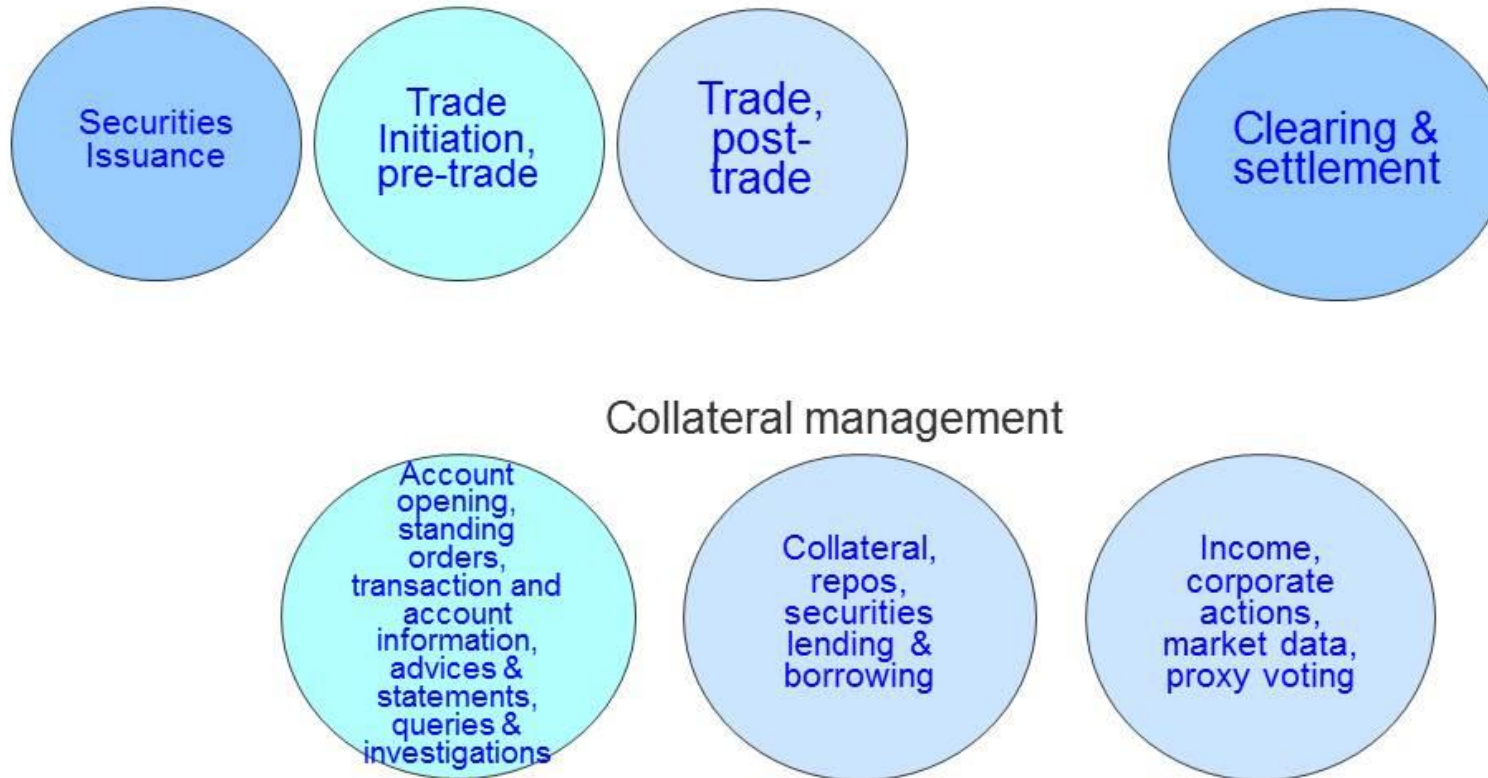 Securities
Issuance
Trade
Initiation,
pre-trade
Trade,
post-
trade
Clearing &
settlement
Collateral management
Account
opening,
standing
orders,
transaction and
account
information,
advices &
statements,
queries &
investigations
Collateral,
repos,
securities
lending &
borrowing
Income,
corporate
actions,
market data,
proxy voting